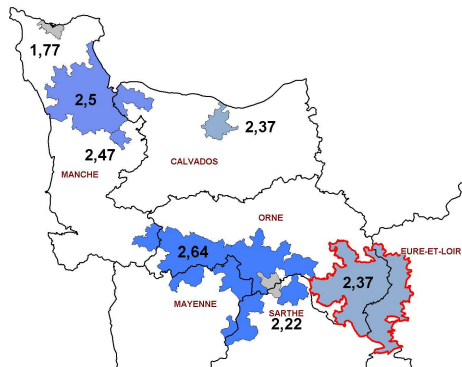 1,77
2,5
2,37
2,47
CALVADOS
MANCHE
ORNE
2,64
EURE-ET-LOIR
2,37
MAYENNE
SARTHE
2,22